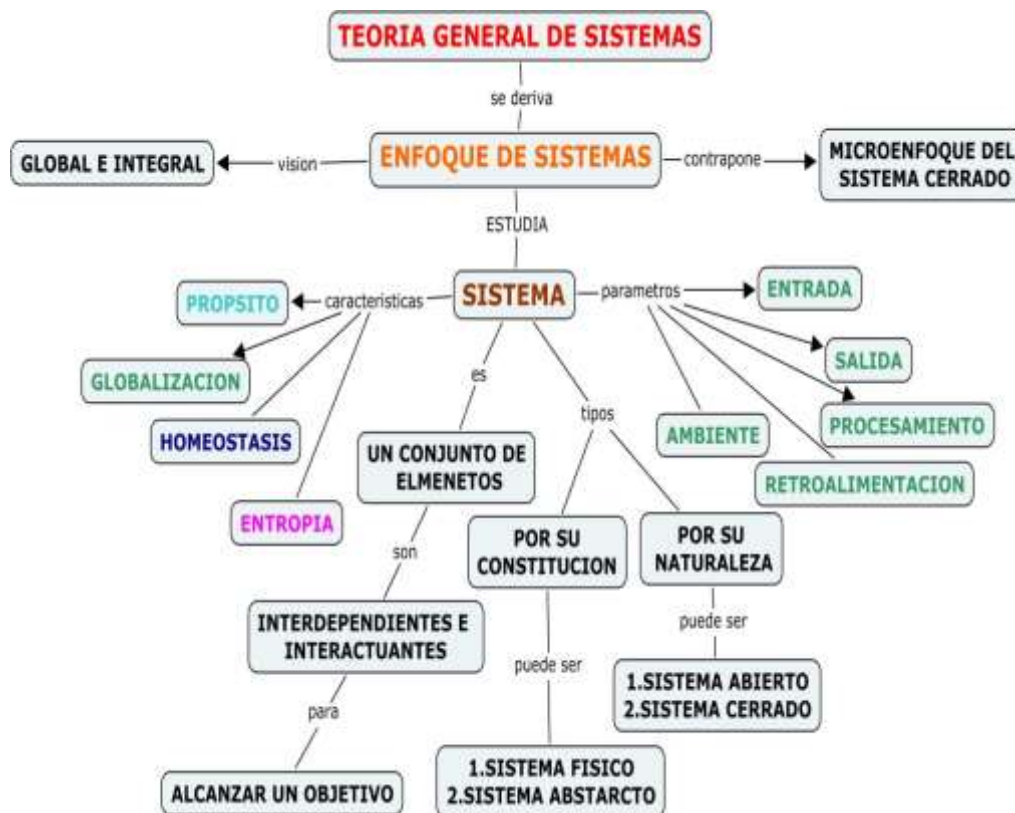 TEORIA GENERAL DE SISTEMAS
se deriva
GLOBAL E INTEGRAL
vision
ENFOQUE DE SISTEMAS
contrapone
MICROENFOQUE DEL
SISTEMA CERRADO
ESTUDIA
PROPSITO
caracteristicas
SISTEMA
parametros
ENTRADA
GLOBALIZACION
SALIDA
es
tipos
HOMEOSTASIS
AMBIENTE
PROCESAMIENTO
UN CONJUNTO DE
ELMENETOS
RETROALIMENTACION
ENTROPIA
POR SU
CONSTITUCION
POR SU
NATURALEZA
son
INTERDEPENDIENTES E
INTERACTUANTES
puede ser
puede ser
1.SISTEMA ABIERTO
2.SISTEMA CERRADO
para
ALCANZAR UN OBJETIVO
1.SISTEMA FISICO
2.SISTEMA ABSTARCTO